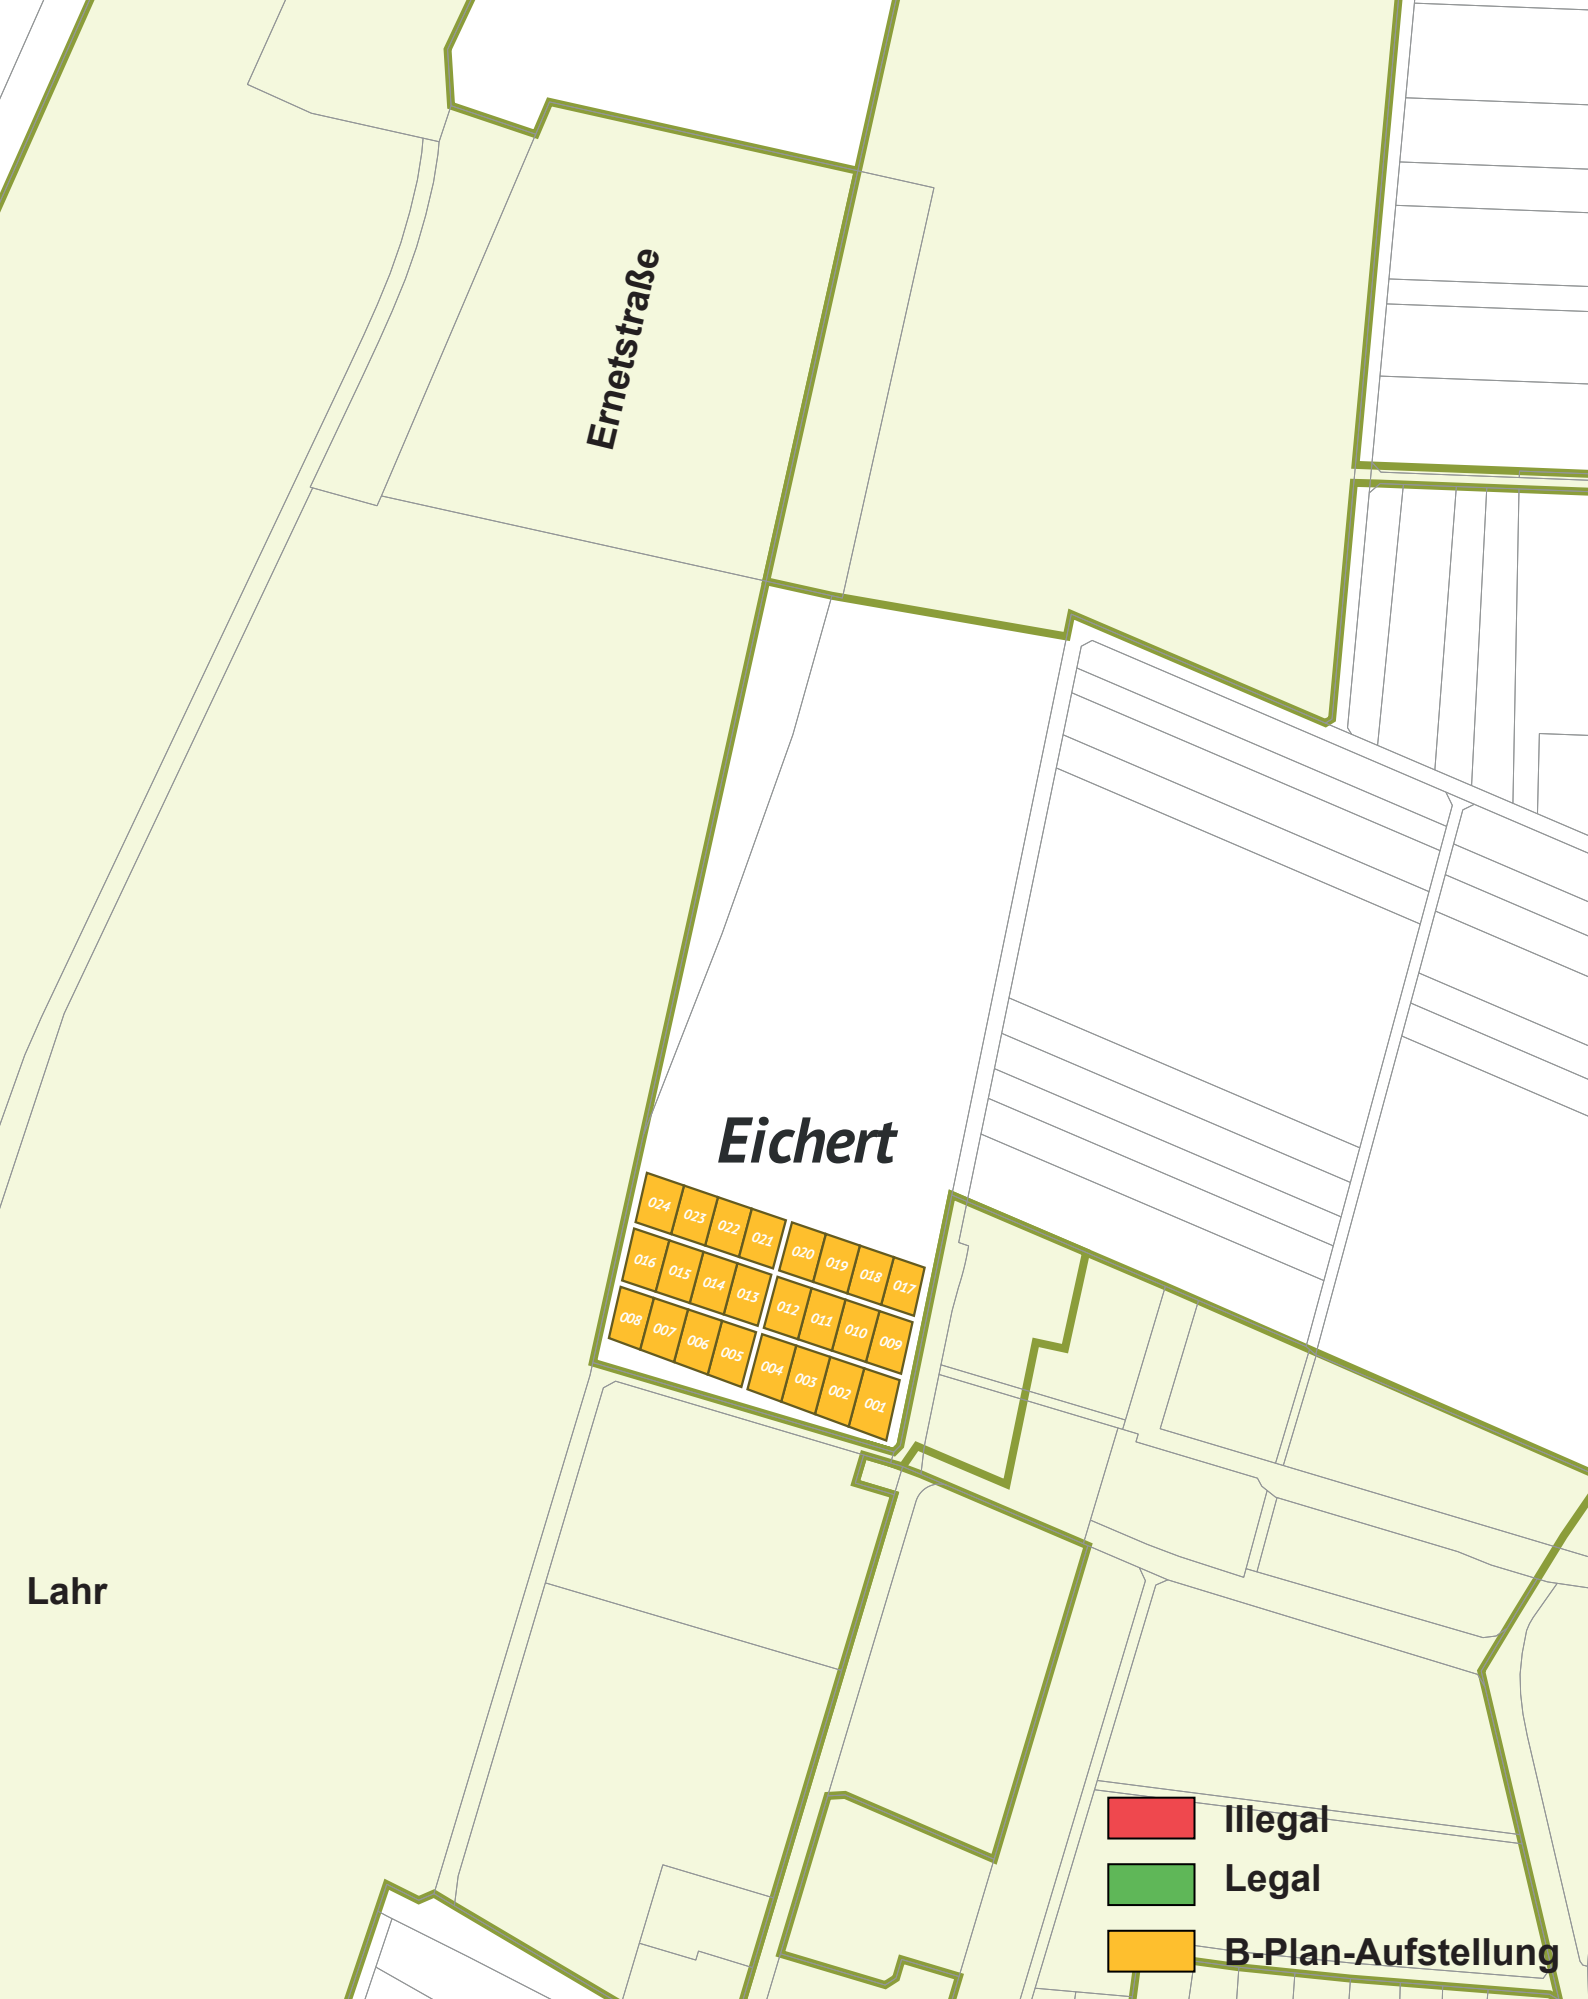 Ernetstraße
Eichert
024 023 022 021 020 019 018 017
016 015 014 013 012 011 010 009
008 007 006 005 004 003 002 001
Lahr
Illegal
Legal
B-Plan-Aufstellung